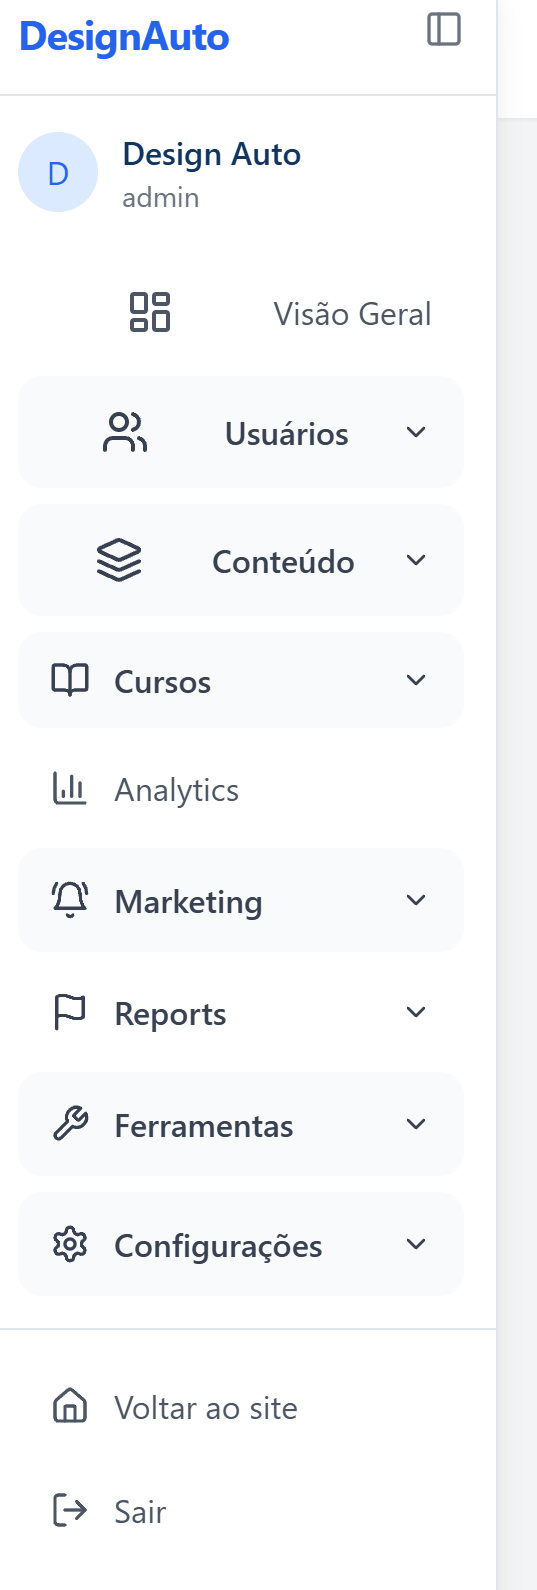 DesignAuto
D
Design Auto
admin
Visão Geral
Usuários
Conteúdo
Cursos
Analytics
Marketing
Reports
Ferramentas
Configurações
Voltar ao site
Sair